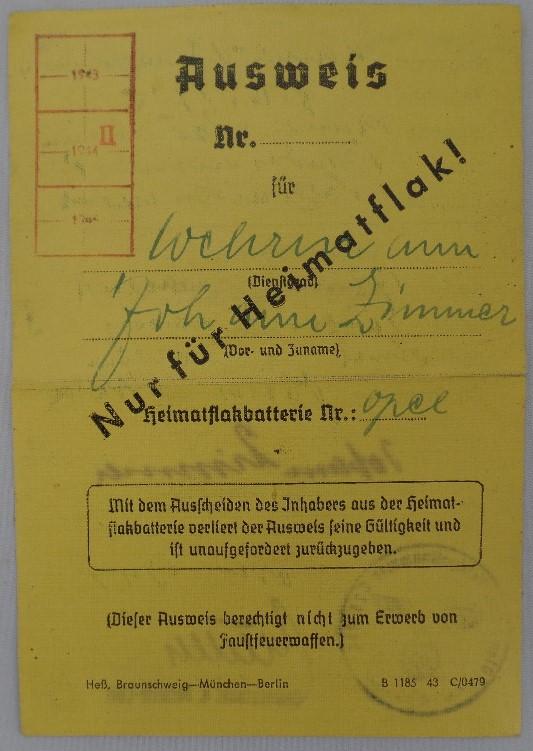 1943
1944 II
1945
Ausweis
Nr.
für
Wehrmann
(Dienstgrad)
Johann Zimmer
(Vor- und Zuname)
Nur für Heimatflak!
Heimatflakbatterie Nr.: Opel
Mit dem Ausscheiden des Inhabers aus der Heimat-
flakbatterie verliert der Ausweis seine Gültigkeit und
ist unaufgefordert zurückzugeben.
(Dieser Ausweis berechtigt nicht zum Erwerb von
Faustfeuerwaffen.)
Heß, Braunschweig—München—Berlin
B 1185 43 C/0479